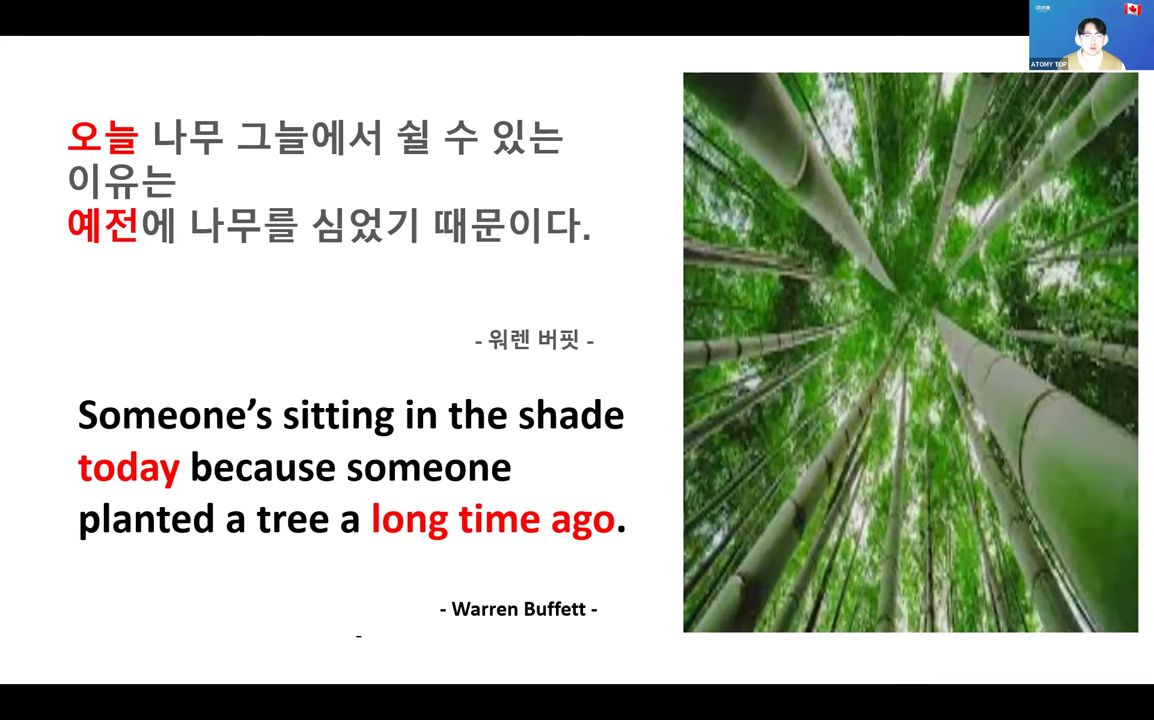 오늘 나무 그늘에서 쉴 수 있는
이유는
예전에 나무를 심었기 때문이다.
- 워렌 버핏 -
Someone’s sitting in the shade
today because someone
planted a tree a long time ago.
- Warren Buffett -
-
ATOMY TOP